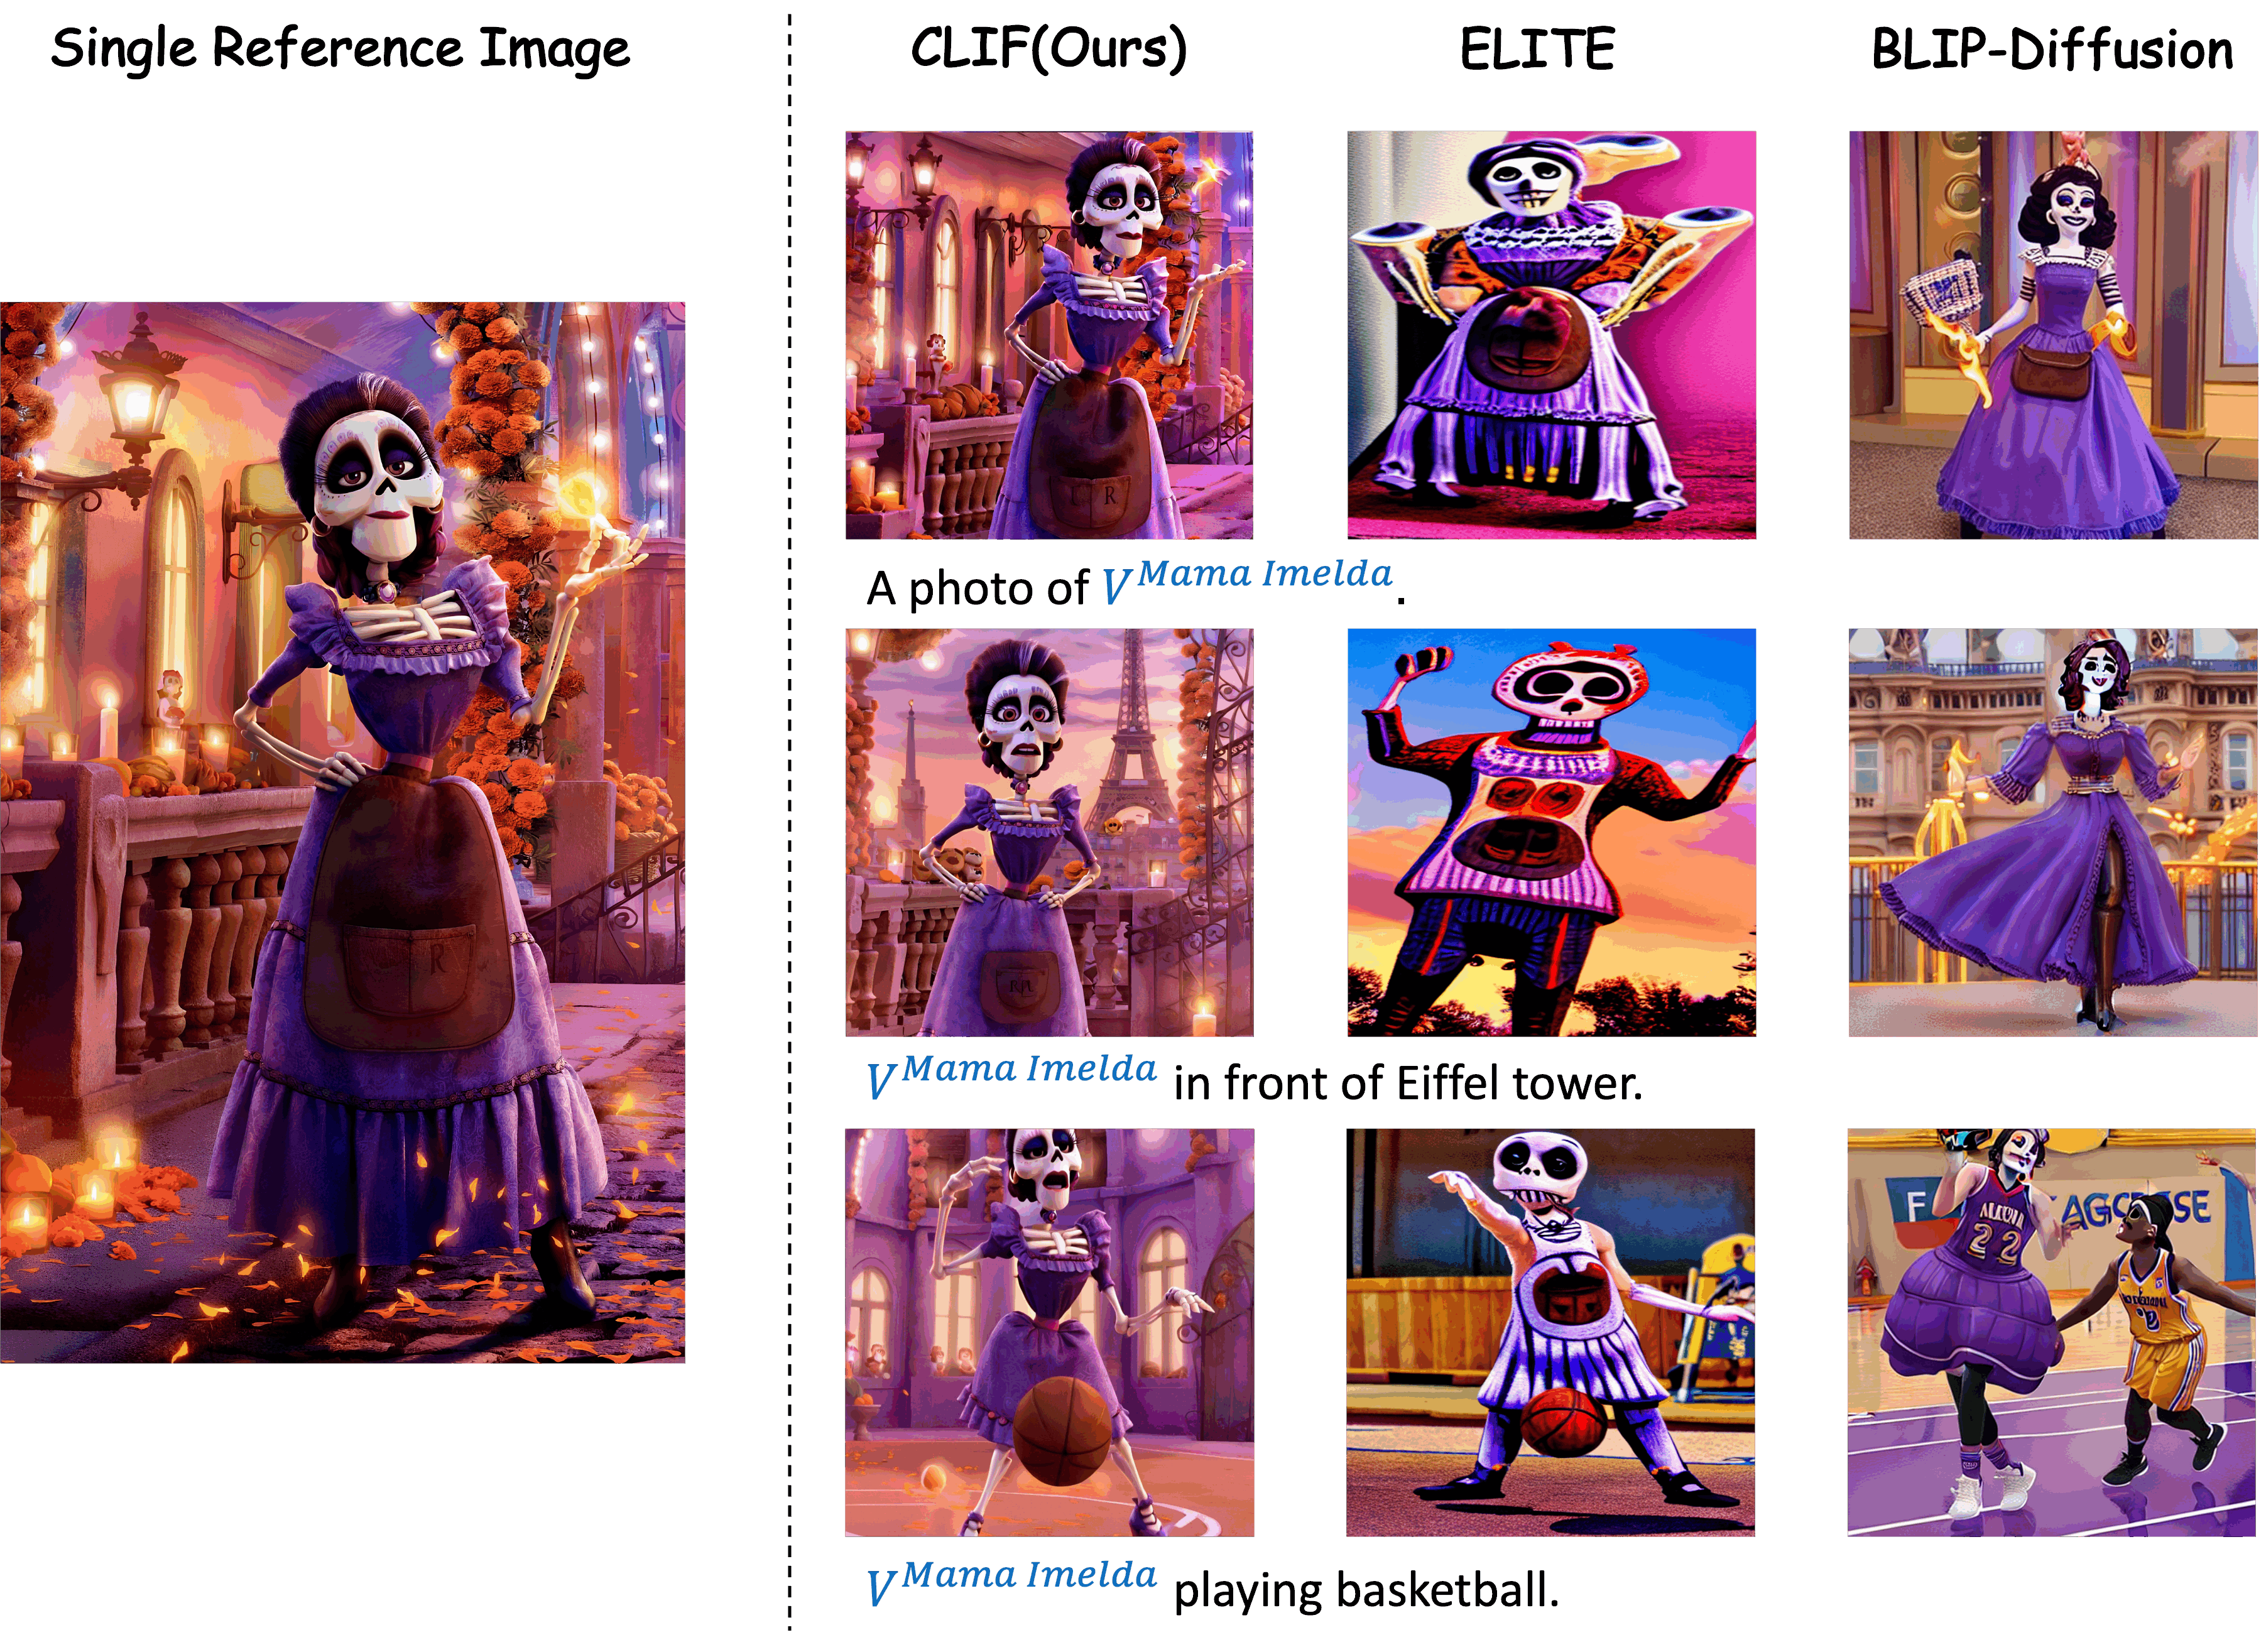 Single Reference Image
CLIF(Ours)
ELITE
BLIP-Diffusion
R
R
A photo of V^Mama Imelda.
V^Mama Imelda in front of Eiffel tower.
22
F
V^Mama Imelda playing basketball.